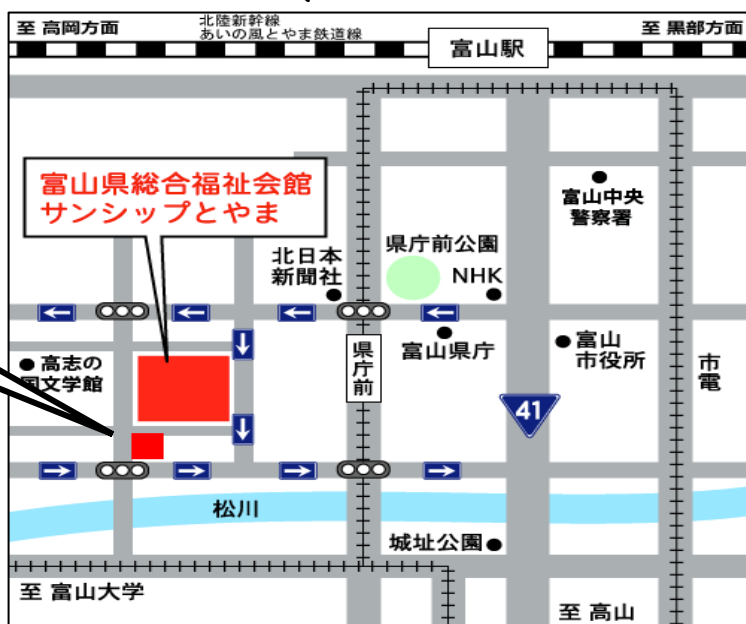 至 高岡方面
北陸新幹線
あいの風とやま鉄道線
富山駅
至 黒部方面
富山県総合福祉会館
サンシップとやま
富山中央
警察署
北日本
新聞社
県庁前公園
NHK
高志の
国文学館
県庁前
富山県庁
富山
市役所
市電
41
松川
城址公園
至 富山大学
至 高山